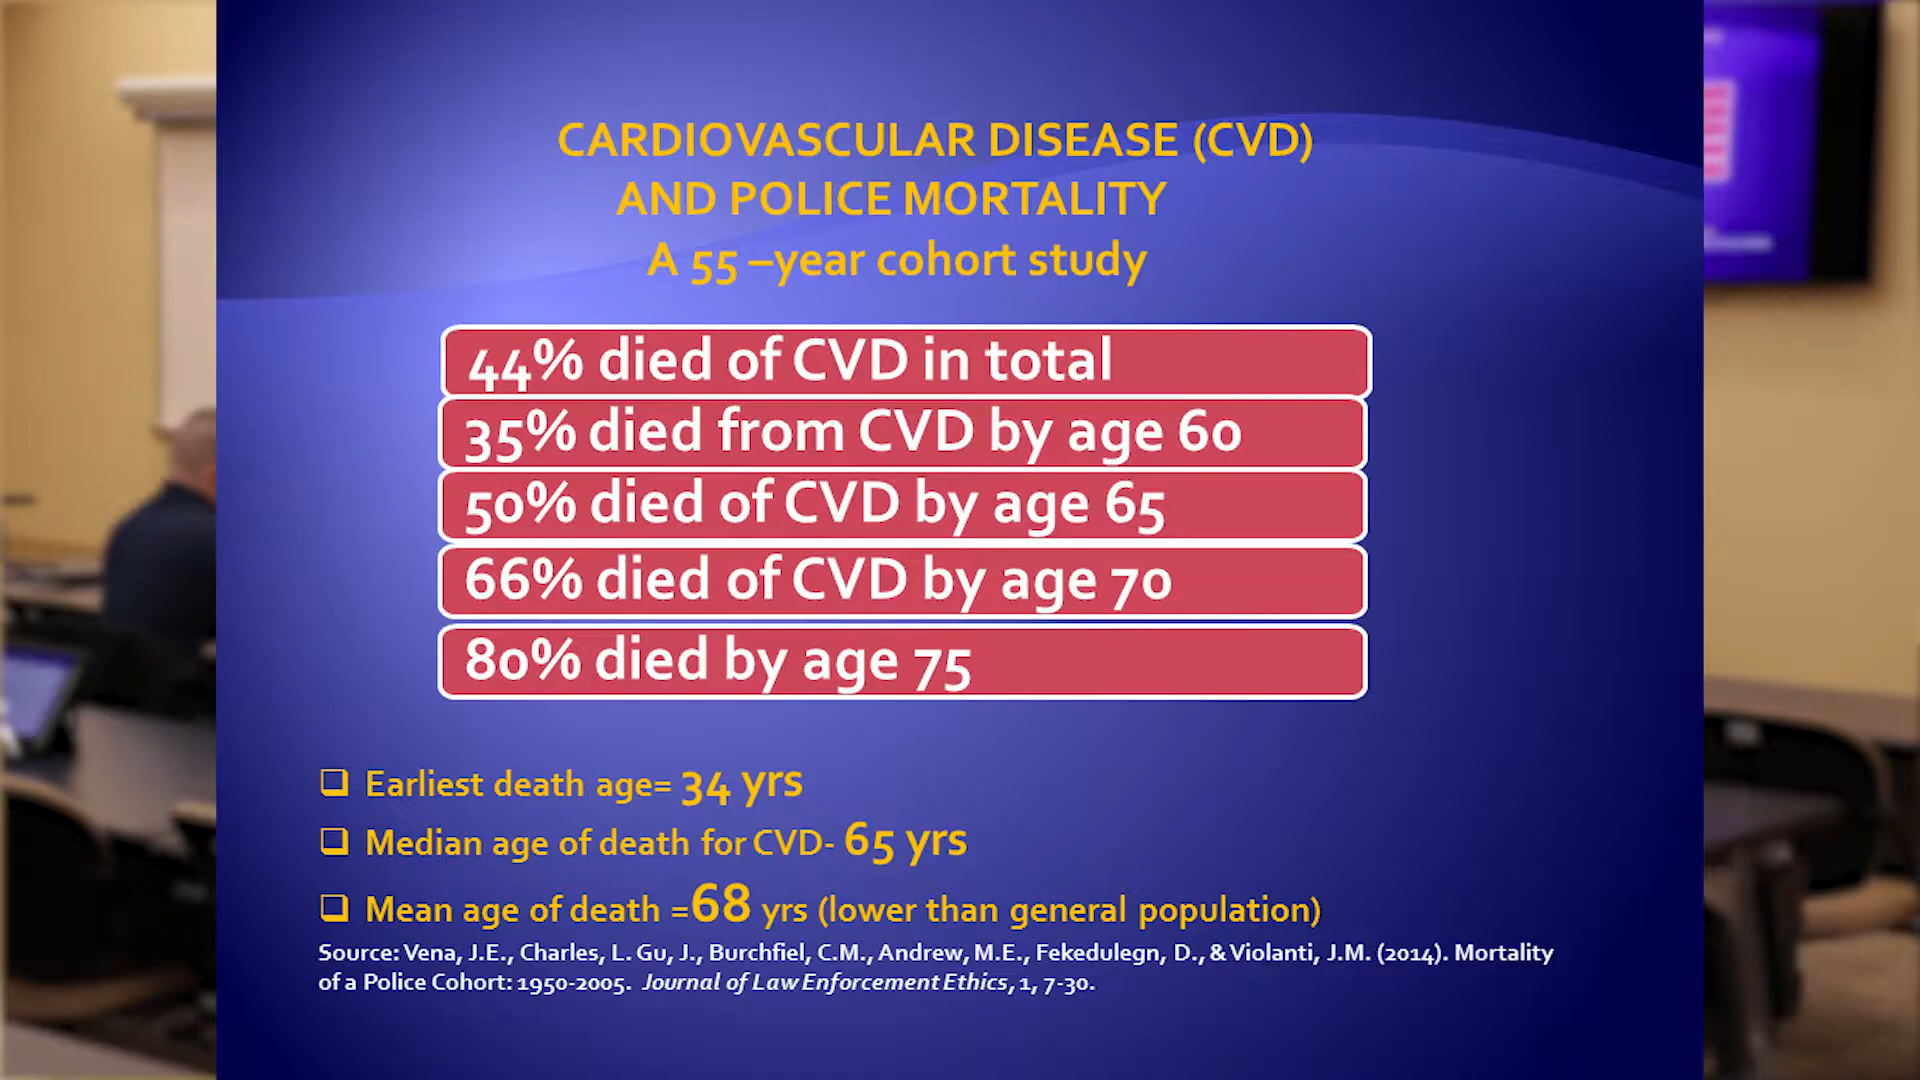 CARDIOVASCULAR DISEASE (CVD)
AND POLICE MORTALITY
A 55 –year cohort study
44% died of CVD in total
35% died from CVD by age 60
50% died of CVD by age 65
66% died of CVD by age 70
80% died by age 75
❑ Earliest death age= 34 yrs
❑ Median age of death for CVD- 65 yrs
❑ Mean age of death =68 yrs (lower than general population)
Source: Vena, J.E., Charles, L. Gu, J., Burchfiel, C.M., Andrew, M.E., Fekedulegn, D., & Violanti, J.M. (2014). Mortality
of a Police Cohort: 1950-2005. Journal of Law Enforcement Ethics, 1, 7-30.